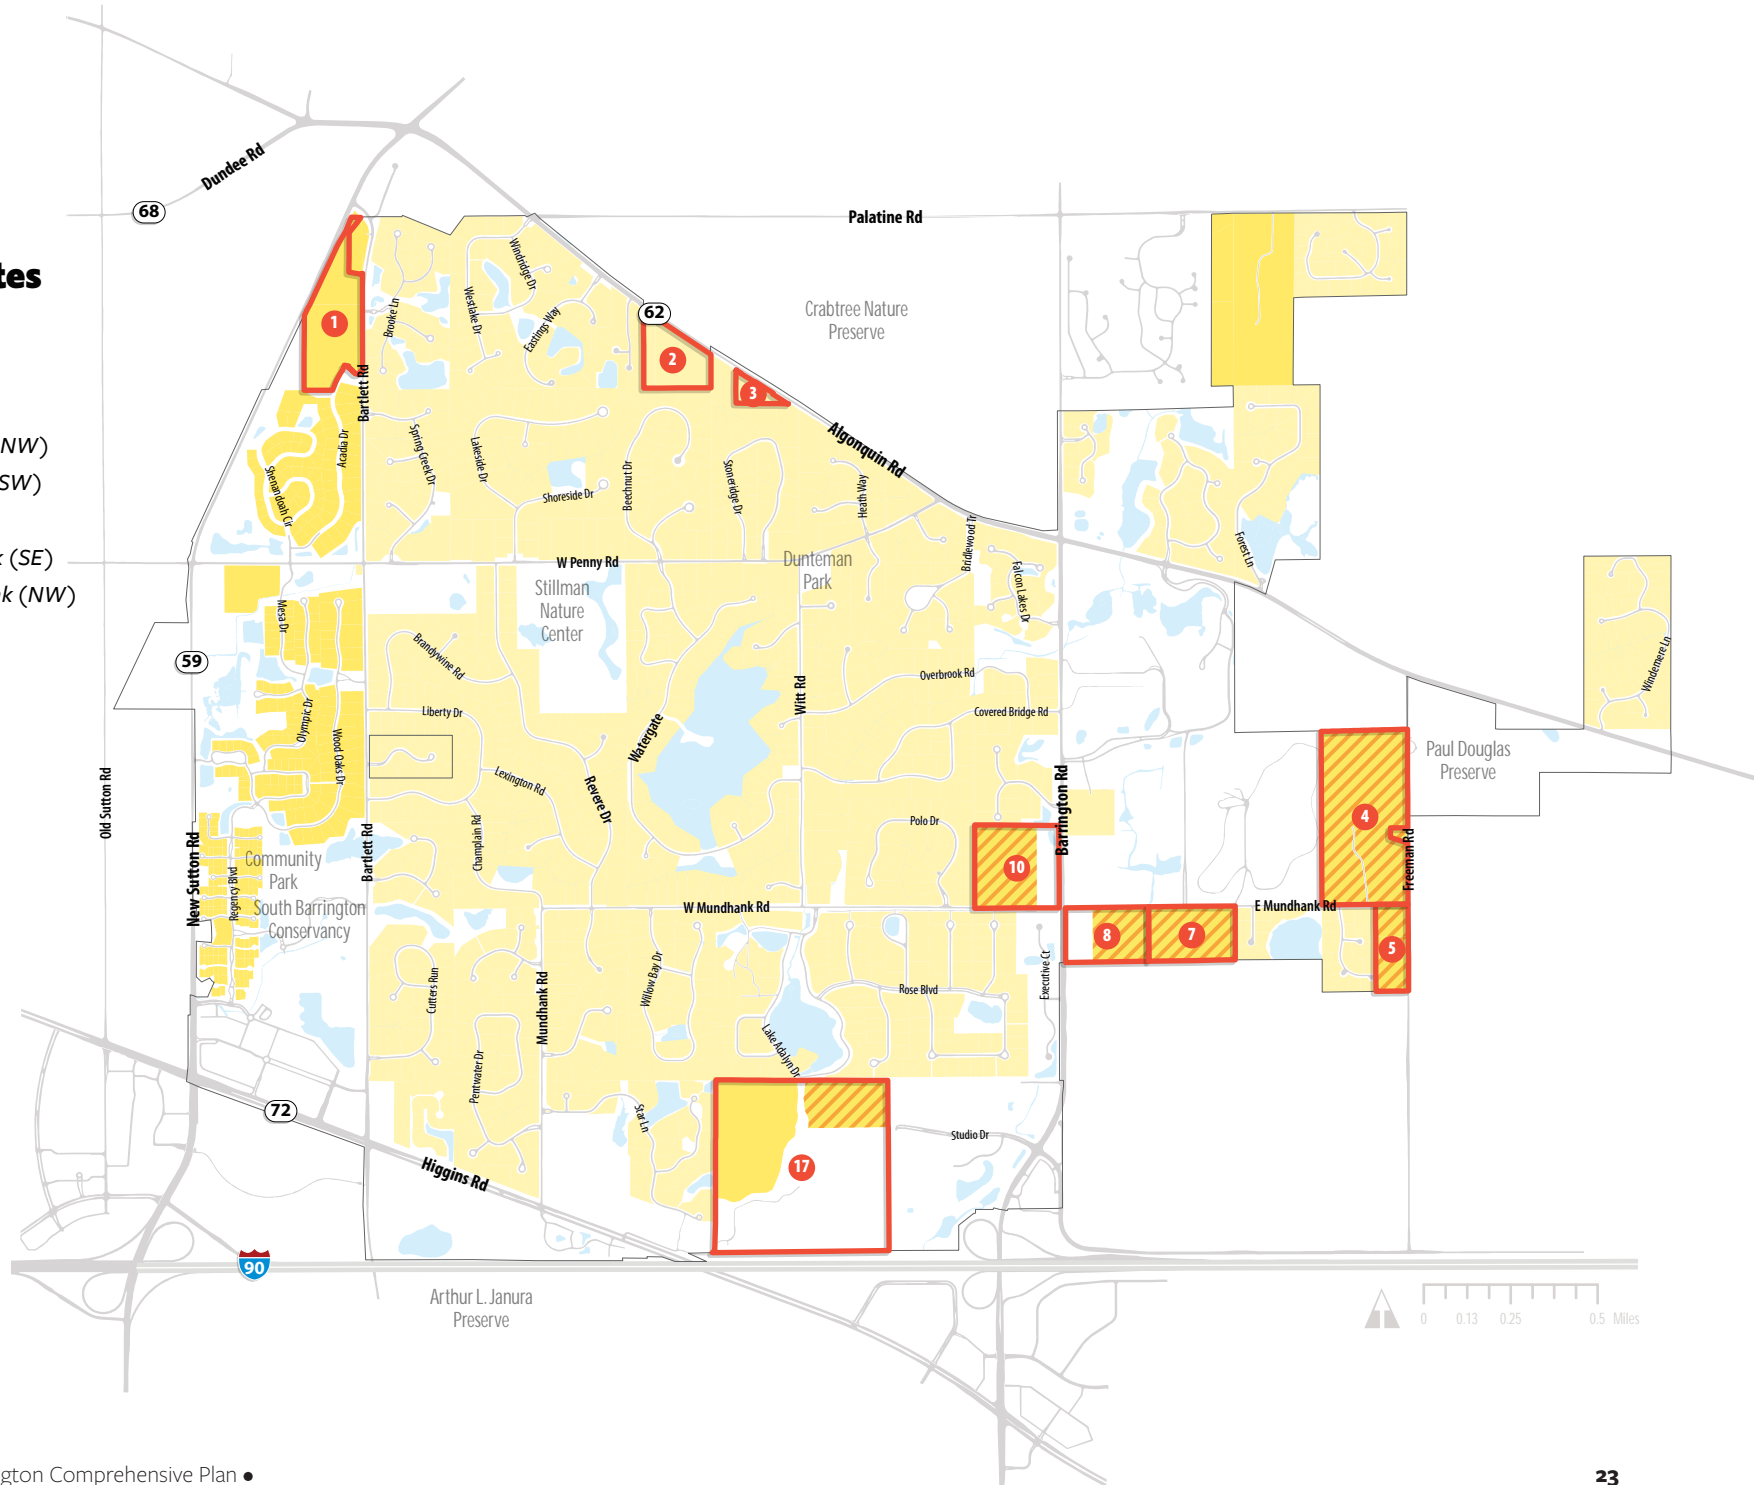 Dundee Rd
68
Palatine Rd
tes
Crabtree Nature
Preserve
Windridge Dr
Westlake Dr
Eastings Way
Brooke Ln
62
1
2
3
Bartlett Rd
Algonquin Rd
NW)
SW)
k (SE)
k (NW)
Acadia Dr
Shenandoah Cir
Spring Creek Dr
Lakeside Dr
Shoreside Dr
Beechnut Dr
Stoneridge Dr
Heath Way
Bridlewood Tr
Falcon Lakes Dr
Forest Ln
W Penny Rd
Stillman
Nature
Center
Dunteman
Park
Mesa Dr
59
Brandywine Rd
Liberty Dr
Olympic Dr
Wood Oaks Dr
Watergate
Witt Rd
Overbrook Rd
Covered Bridge Rd
Windemere Ln
Paul Douglas
Preserve
Old Sutton Rd
New Sutton Rd
Lexington Rd
Revere Dr
Champlain Rd
Bartlett Rd
Polo Dr
Barrington Rd
4
Freeman Rd
10
Community
Park
Regency Blvd
South Barrington
Conservancy
W Mundhank Rd
E Mundhank Rd
8
7
5
Cutters Run
Mundhank Rd
Willow Bay Dr
Rose Blvd
Executive Ct
Lake Adalyn Dr
Pentwater Dr
Star Ln
72
Studio Dr
17
Higgins Rd
90
Arthur L. Janura
Preserve
0 0.13 0.25 0.5 Miles
gton Comprehensive Plan ●
23